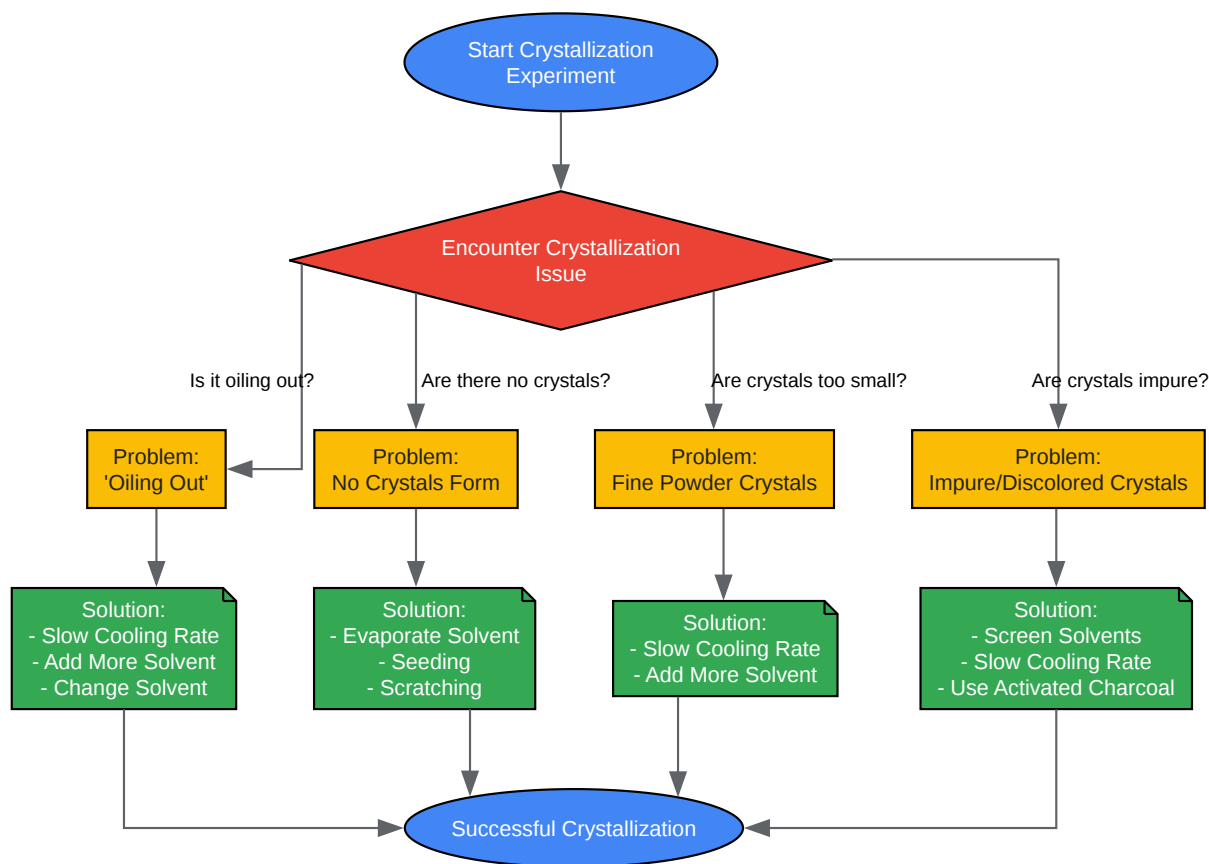 Start Crystallization
Experiment
Encounter Crystallization
Issue
Is it oiling out?
Are there no crystals?
Are crystals too small?
Are crystals impure?
Problem:
'Oiling Out'
Problem:
No Crystals Form
Problem:
Fine Powder Crystals
Problem:
Impure/Discolored Crystals
Solution:
- Slow Cooling Rate
- Add More Solvent
- Change Solvent
Solution:
- Evaporate Solvent
- Seeding
- Scratching
Solution:
- Slow Cooling Rate
- Add More Solvent
Solution:
- Screen Solvents
- Slow Cooling Rate
- Use Activated Charcoal
Successful Crystallization